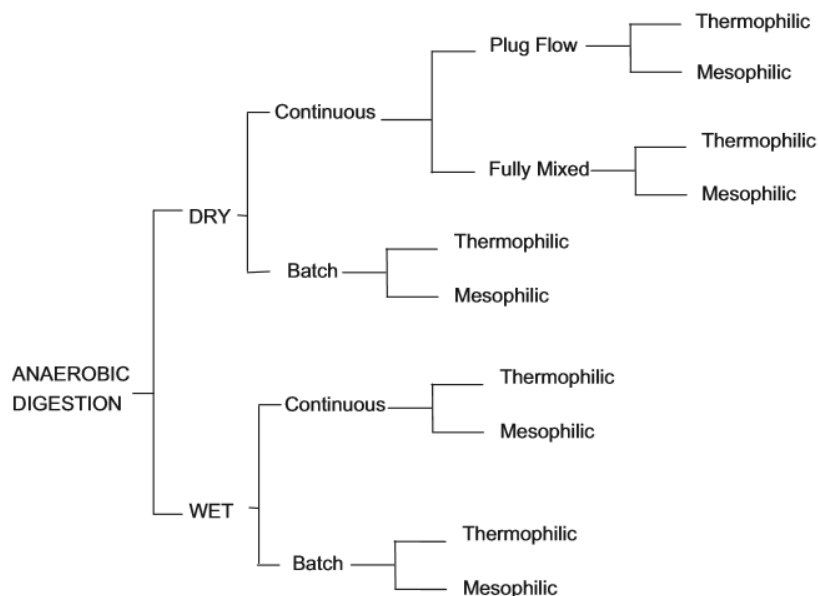 Thermophilic
Plug Flow
Mesophilic
Continuous
Thermophilic
Fully Mixed
Mesophilic
DRY
Thermophilic
Batch
Mesophilic
ANAEROBIC
DIGESTION
Thermophilic
Continuous
Mesophilic
WET
Thermophilic
Batch
Mesophilic